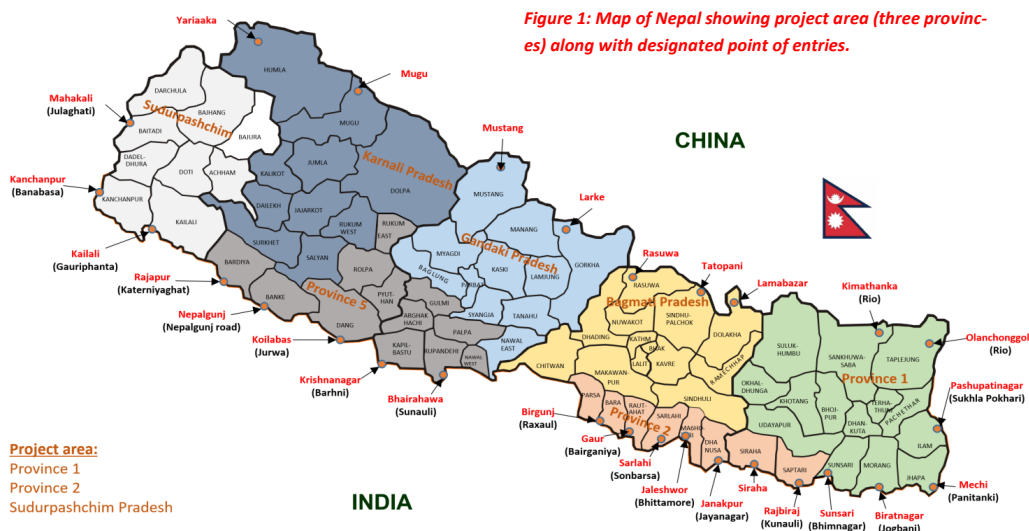 Figure 1: Map of Nepal showing project area (three provinc-
es) along with designated point of entries.
Yariaaka
HUMLA
Mugu
DARCHULA
Mahakali
(Julaghati)
Sudurpashchim
BAJHANG
BAITADI
BAJURA
MUGU
Mustang
CHINA
DADEL-
DHURA
DOTI
ACHHAM
JUMLA
KALIKOT
Karnali Pradesh
DOLPA
Kanchanpur
(Banabasa)
KANCHANPUR
KAILALI
DAILEKH
JAJARKOT
RUKUM
WEST
RUKUM
EAST
MUSTANG
MANANG
Larke
Kailali
(Gauriphanta)
SURKHET
SALYAN
BARDIYA
ROLPA
MYAGDI
Gandaki Pradesh
KASKI
GORKHA
BAGLUNG
PARBAT
LAMJUNG
Rasuwa
RASUWA
Tatopani
Lamabazar
Rajapur
(Katerniyaghat)
BANKE
Province 5
PYUT-
HAN
GULMI
Bagmati Pradesh
Kimathanka
(Rio)
Nepalgunj
(Nepalgunj road)
DANG
ARGHAK
HACHI
SYANGJA
TANAHU
PALPA
NUWAKOT
SINDHU-
PALCHOK
DOLAKHA
Koilabas
(Jurwa)
KAPIL-
BASTU
RUPANDEHI
NAWAL
WEST
NAWAL
EAST
DHADING
KATHM
BHAK
LALIT
KAVRE
RAMECHHAP
SULUK-
HUMBU
SANKHUWA-
SABA
TAPLEJUNG
Olanchonggol
(Rio)
Krishnanagar
(Barhni)
Bhairahawa
(Sunauli)
CHITWAN
MAKAWAN-
PUR
SINDHULI
OKHAL-
DHUNGA
KHOTANG
BHOJ-
PUR
Province 1
TERHA-
THUM
PACHETHAR
Pashupatinagar
(Sukhla Pokhari)
Birgunj
(Raxaul)
PARSA
BARA
RAUT-
AHAT
SARLAHI
Province 2
UDAYAPUR
DHAN-
KUTA
ILAM
Gaur
(Bairganiya)
Sarlahi
(Sonbarsa)
DHA
NUSA
SIRAHA
SAPTARI
SUNSARI
MORANG
JHAPA
Project area:
Province 1
Province 2
Sudurpashchim Pradesh
INDIA
Jaleshwor
(Bhittamore)
Janakpur
(Jayanagar)
Siraha
Rajbiraj
(Kunauli)
Sunsari
(Bhimnagar)
Biratnagar
(Jogbani)
Mechi
(Panitanki)